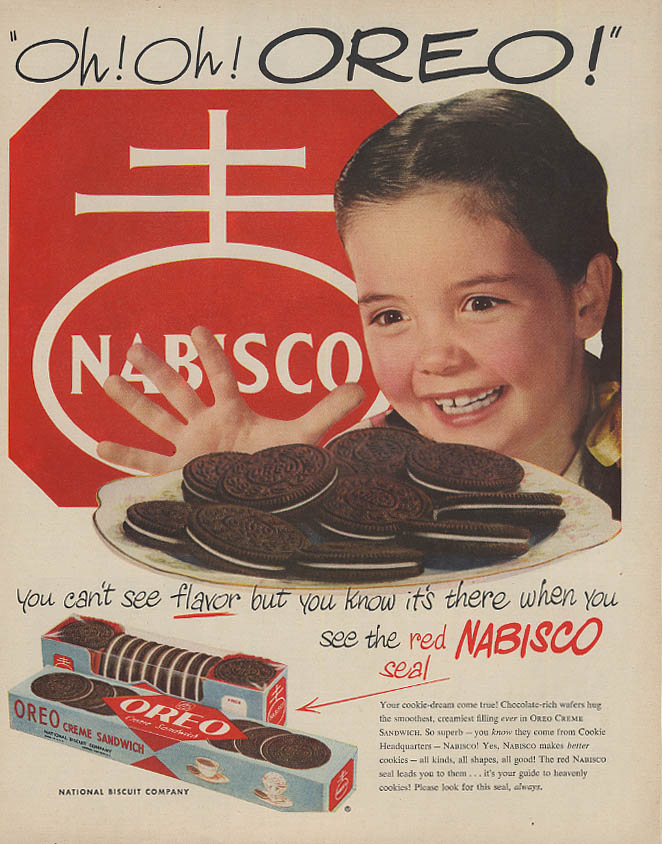 "Oh! Oh! OREO!"
NABISCO
you can't see flavor but you know it's there when you
see the red NABISCO
seal
Your cookie-dream come true! Chocolate-rich wafers hug
the smoothest, creamiest filling ever in OREO CREME
SANDWICH. So superb — you know they come from Cookie
Headquarters — NABISCO! Yes, NABISCO makes better
cookies — all kinds, all shapes, all good! The red NABISCO
seal leads you to them . . . it's your guide to heavenly
cookies! Please look for this seal, always.
OREO CREME SANDWICH
NATIONAL BISCUIT COMPANY
OREO
Creme Sandwich
NABISCO
NATIONAL BISCUIT COMPANY